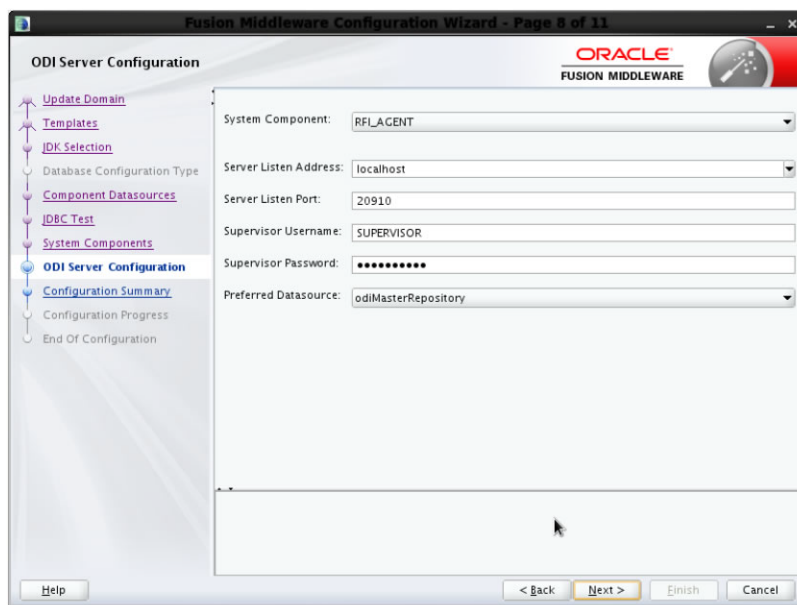 Fusion Middleware Configuration Wizard - Page 8 of 11
ODI Server Configuration
ORACLE
FUSION MIDDLEWARE
Update Domain
Templates
JDK Selection
Database Configuration Type
Component Datasources
JDBC Test
System Components
ODI Server Configuration
Configuration Summary
Configuration Progress
End Of Configuration
System Component: RFI_AGENT
Server Listen Address: localhost
Server Listen Port: 20910
Supervisor Username: SUPERVISOR
Supervisor Password: ••••••••••
Preferred Datasource: odiMasterRepository
Help < Back Next > Finish Cancel